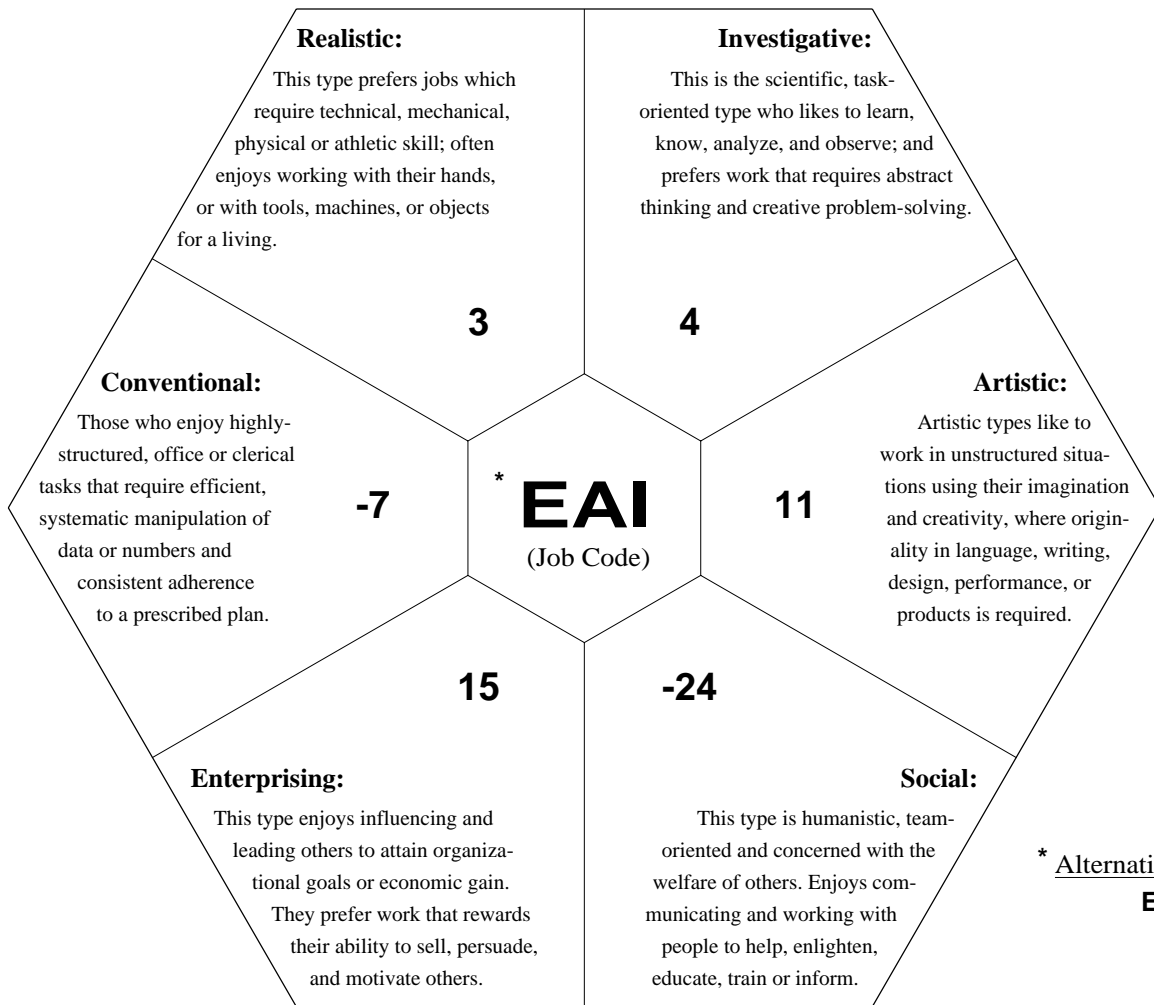 Realistic:
This type prefers jobs which
require technical, mechanical,
physical or athletic skill; often
enjoys working with their hands,
or with tools, machines, or objects
for a living.
3
Investigative:
This is the scientific, task-
oriented type who likes to learn,
know, analyze, and observe; and
prefers work that requires abstract
thinking and creative problem-solving.
4
Conventional:
Those who enjoy highly-
structured, office or clerical
tasks that require efficient,
systematic manipulation of
data or numbers and
consistent adherence
to a prescribed plan.
-7
* EAI
(Job Code)
Artistic:
Artistic types like to
work in unstructured situa-
tions using their imagination
and creativity, where origin-
ality in language, writing,
design, performance, or
products is required.
11
Enterprising:
This type enjoys influencing and
leading others to attain organiza-
tional goals or economic gain.
They prefer work that rewards
their ability to sell, persuade,
and motivate others.
15
Social:
This type is humanistic, team-
oriented and concerned with the
welfare of others. Enjoys com-
municating and working with
people to help, enlighten,
educate, train or inform.
-24
*